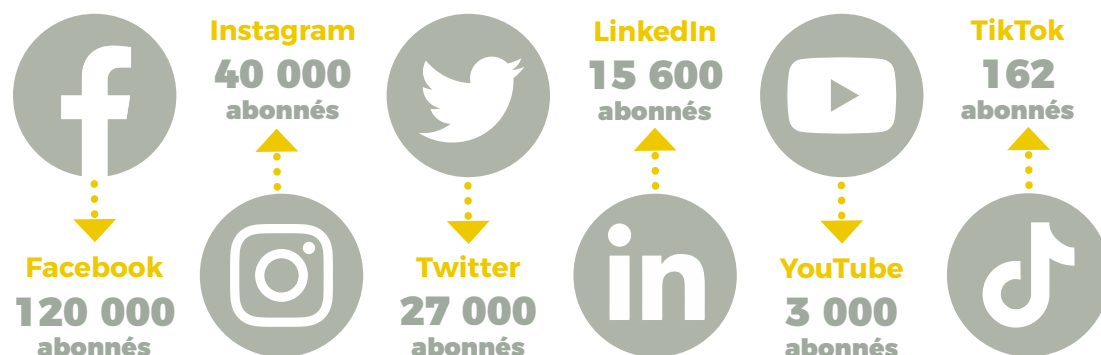 Facebook
120 000
abonnés
Instagram
40 000
abonnés
Twitter
27 000
abonnés
LinkedIn
15 600
abonnés
YouTube
3 000
abonnés
TikTok
162
abonnés